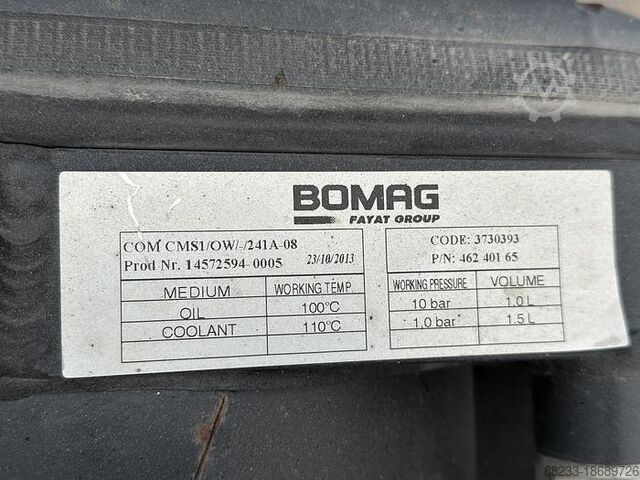 BOMAG
FAYAT GROUP
COM CMS1/OW/-/241A-08
Prod Nr. 14572594-0005 23/10/2013
MEDIUM WORKING TEMP.
OIL 100°C
COOLANT 110°C
CODE: 3730393
P/N: 462 401 65
WORKING PRESSURE VOLUME
10 bar 1.0 L
1,0 bar 1.5 L
88233-18689726